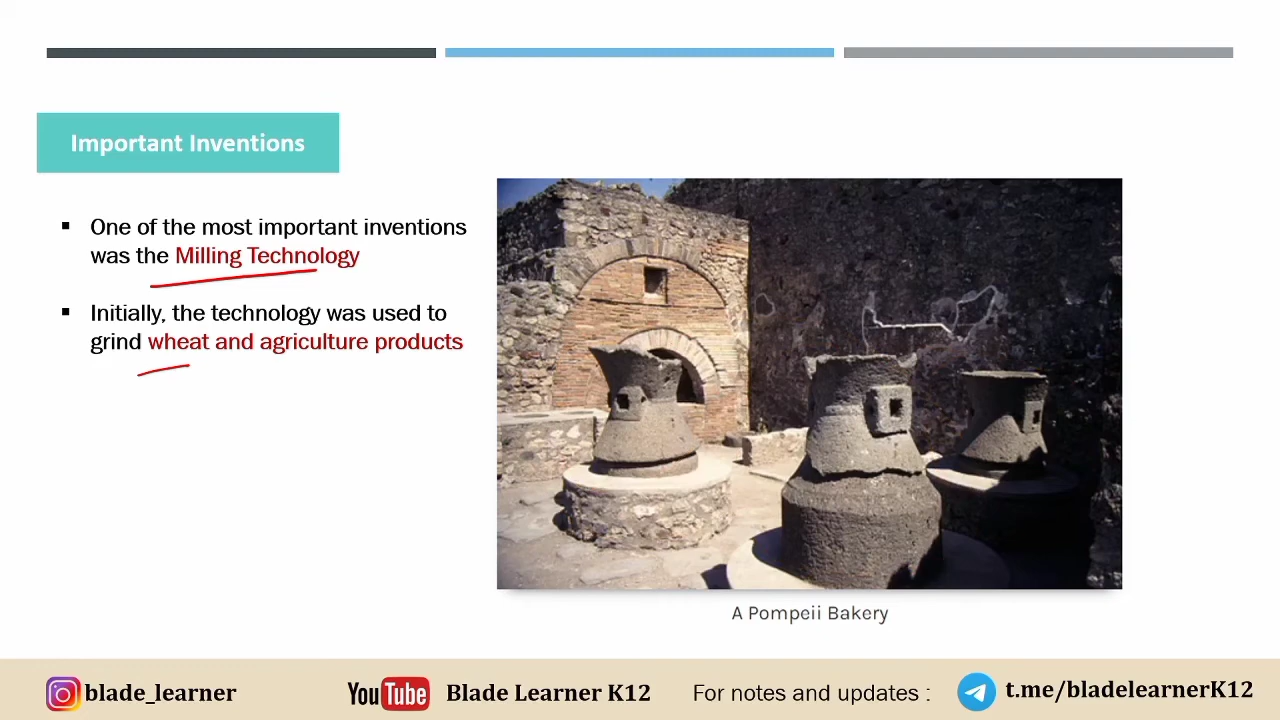 Important Inventions
▪ One of the most important inventions
was the Milling Technology
▪ Initially, the technology was used to
grind wheat and agriculture products
A Pompeii Bakery
blade_learner
YouTube
Blade Learner K12
For notes and updates :
t.me/bladelearnerK12